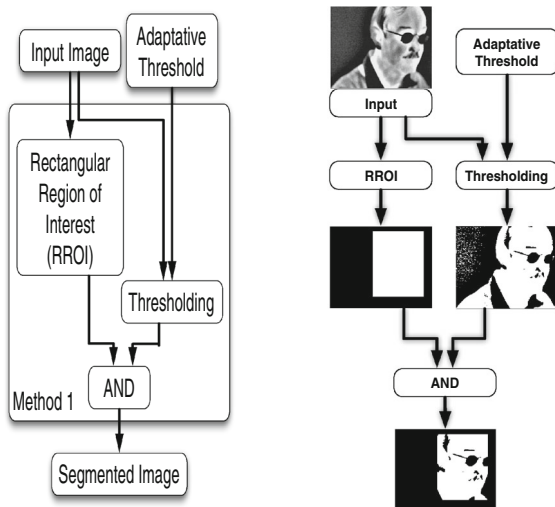 Input Image
Adaptative
Threshold
Rectangular
Region of
Interest
(RROI)
Thresholding
AND
Method 1
Segmented Image
Adaptative
Threshold
Input
RROI
Thresholding
AND